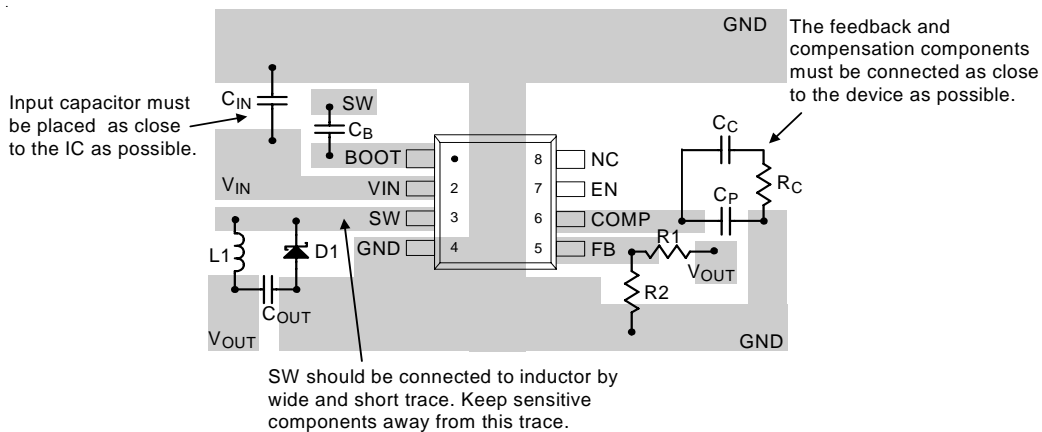 GND
The feedback and
compensation components
must be connected as close
to the device as possible.
Input capacitor must
be placed as close
to the IC as possible.
CIN
SW
CB
BOOT
VIN
VIN
2
SW
3
GND
4
8
NC
7
EN
6
COMP
5
FB
CC
RC
CP
R1
VOUT
R2
L1
D1
COUT
VOUT
GND
SW should be connected to inductor by
wide and short trace. Keep sensitive
components away from this trace.